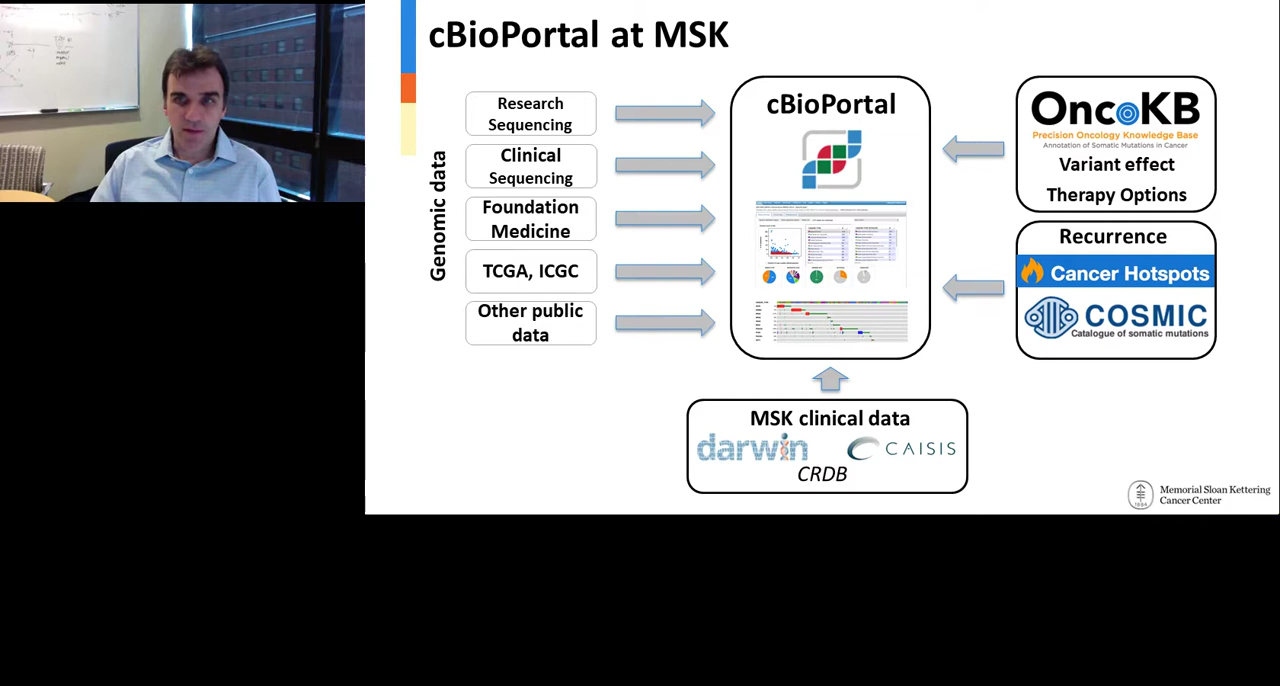 cBioPortal at MSK
Genomic data
Research
Sequencing
Clinical
Sequencing
Foundation
Medicine
TCGA, ICGC
Other public
data
cBioPortal
OncoKB
Precision Oncology Knowledge Base
Annotation of Somatic Mutations in Cancer
Variant effect
Therapy Options
Recurrence
Cancer Hotspots
COSMIC
Catalogue of somatic mutations
MSK clinical data
darwin
CAISIS
CRDB
Memorial Sloan Kettering
Cancer Center